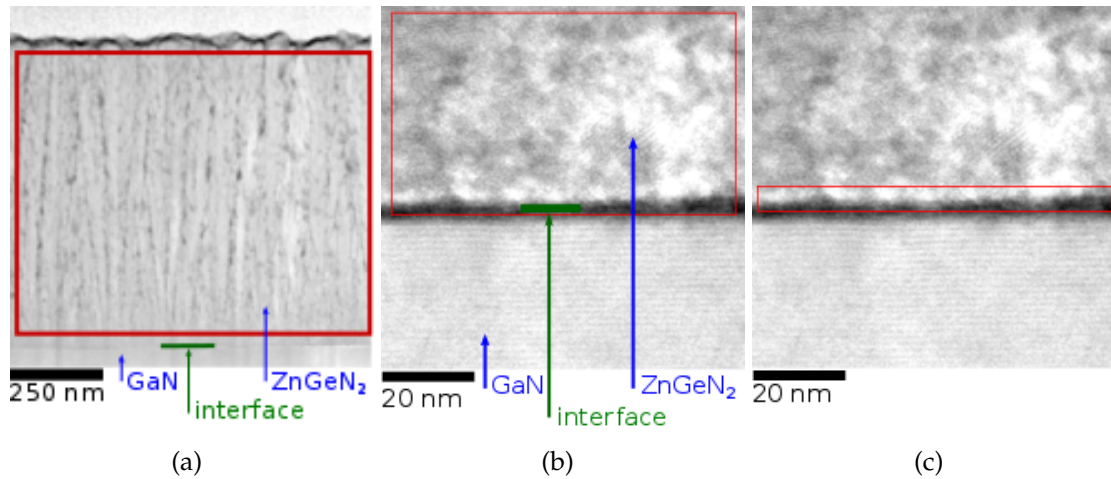 250 nm
GaN
ZnGeN₂
interface
20 nm
GaN
ZnGeN₂
interface
20 nm
(a)
(b)
(c)